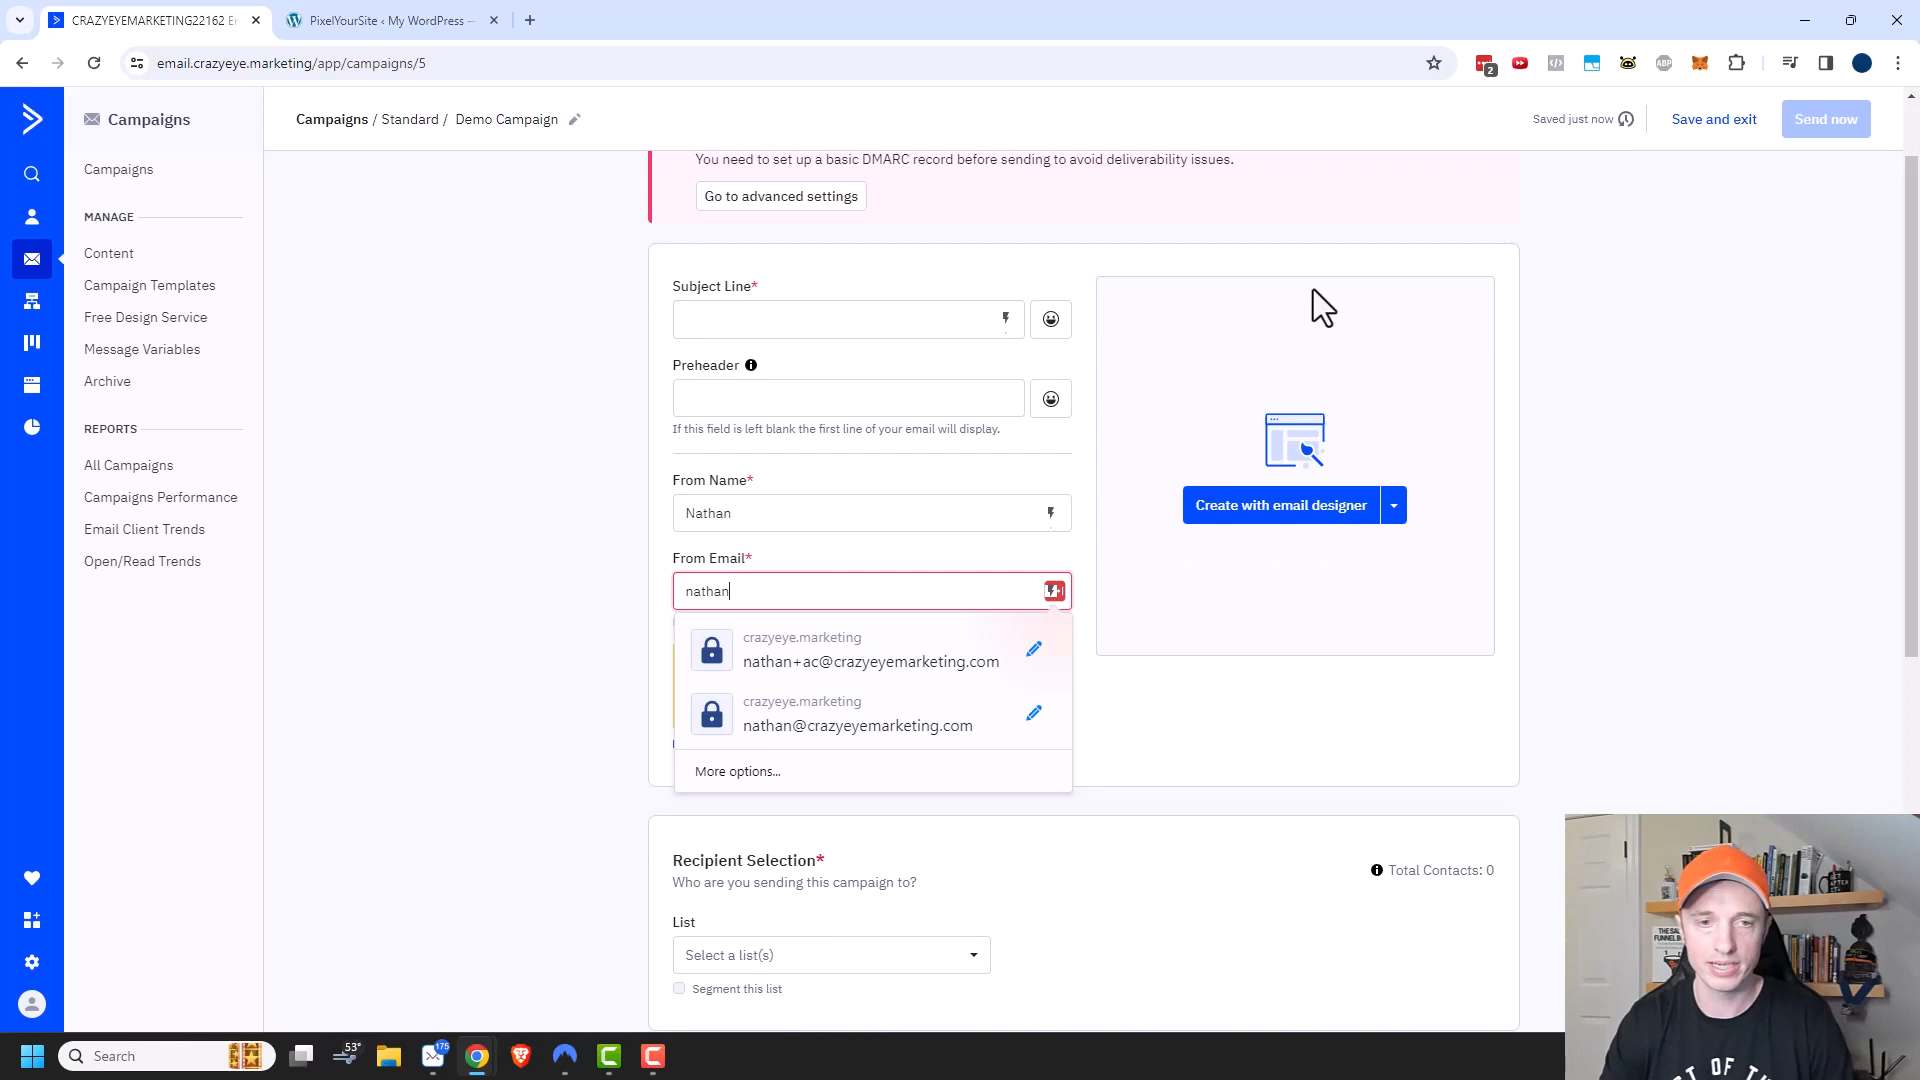 CRAZYEYEMARKETING22162 E
PixelYourSite ‹ My WordPress —
email.crazyeye.marketing/app/campaigns/5
2
ABP
Campaigns
Campaigns / Standard / Demo Campaign
Saved just now
Save and exit
Send now
Campaigns
MANAGE
Content
Campaign Templates
Free Design Service
Message Variables
Archive
REPORTS
All Campaigns
Campaigns Performance
Email Client Trends
Open/Read Trends
You need to set up a basic DMARC record before sending to avoid deliverability issues.
Go to advanced settings
Subject Line*
Preheader
If this field is left blank the first line of your email will display.
From Name*
Nathan
From Email*
nathan
crazyeye.marketing
nathan+ac@crazyeyemarketing.com
crazyeye.marketing
nathan@crazyeyemarketing.com
More options...
Create with email designer
Recipient Selection*
Who are you sending this campaign to?
Total Contacts: 0
List
Select a list(s)
Segment this list
Search
53°
175